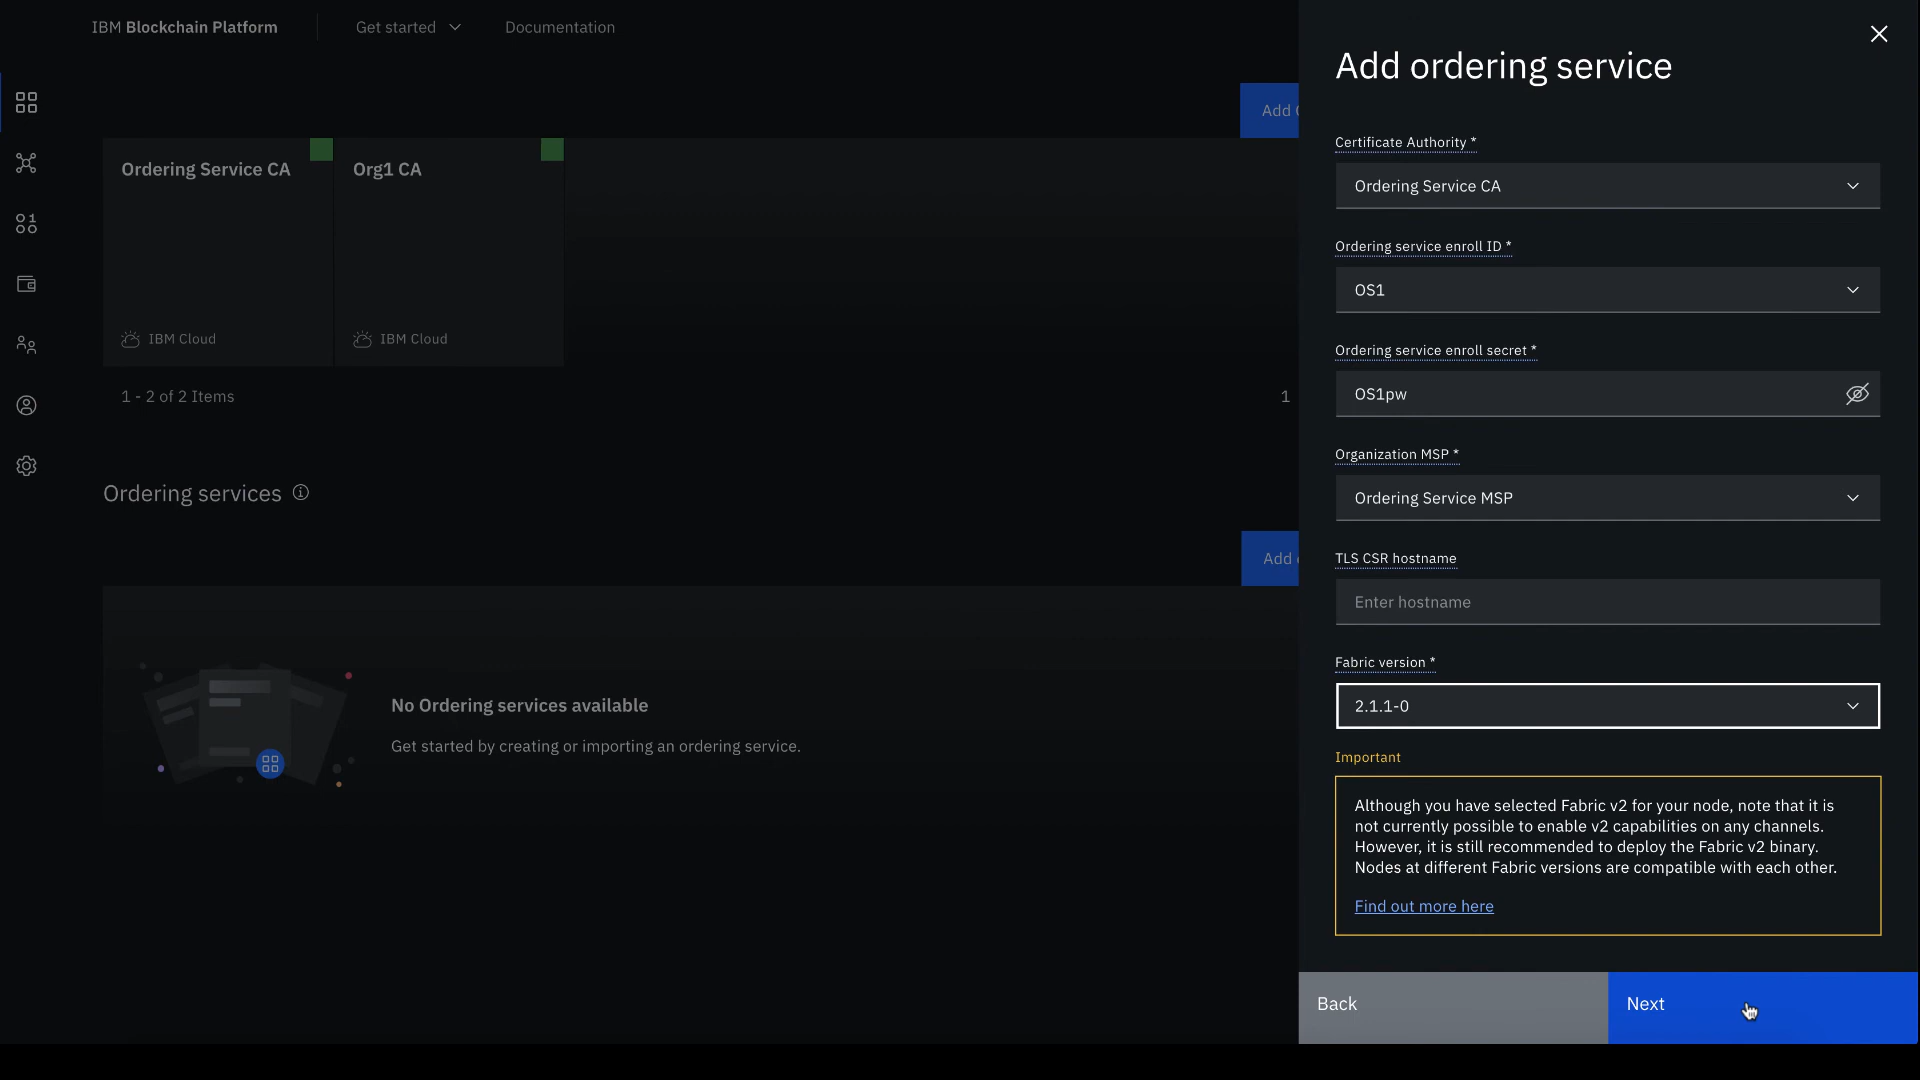 IBM Blockchain Platform
Get started
Documentation
Add
Ordering Service CA
Org1 CA
IBM Cloud
IBM Cloud
1 - 2 of 2 Items
1
Ordering services
Add
No Ordering services available
Get started by creating or importing an ordering service.
Add ordering service
Certificate Authority *
Ordering Service CA
Ordering service enroll ID *
OS1
Ordering service enroll secret *
OS1pw
Organization MSP *
Ordering Service MSP
TLS CSR hostname
Enter hostname
Fabric version *
2.1.1-0
Important
Although you have selected Fabric v2 for your node, note that it is
not currently possible to enable v2 capabilities on any channels.
However, it is still recommended to deploy the Fabric v2 binary.
Nodes at different Fabric versions are compatible with each other.
Find out more here
Back
Next